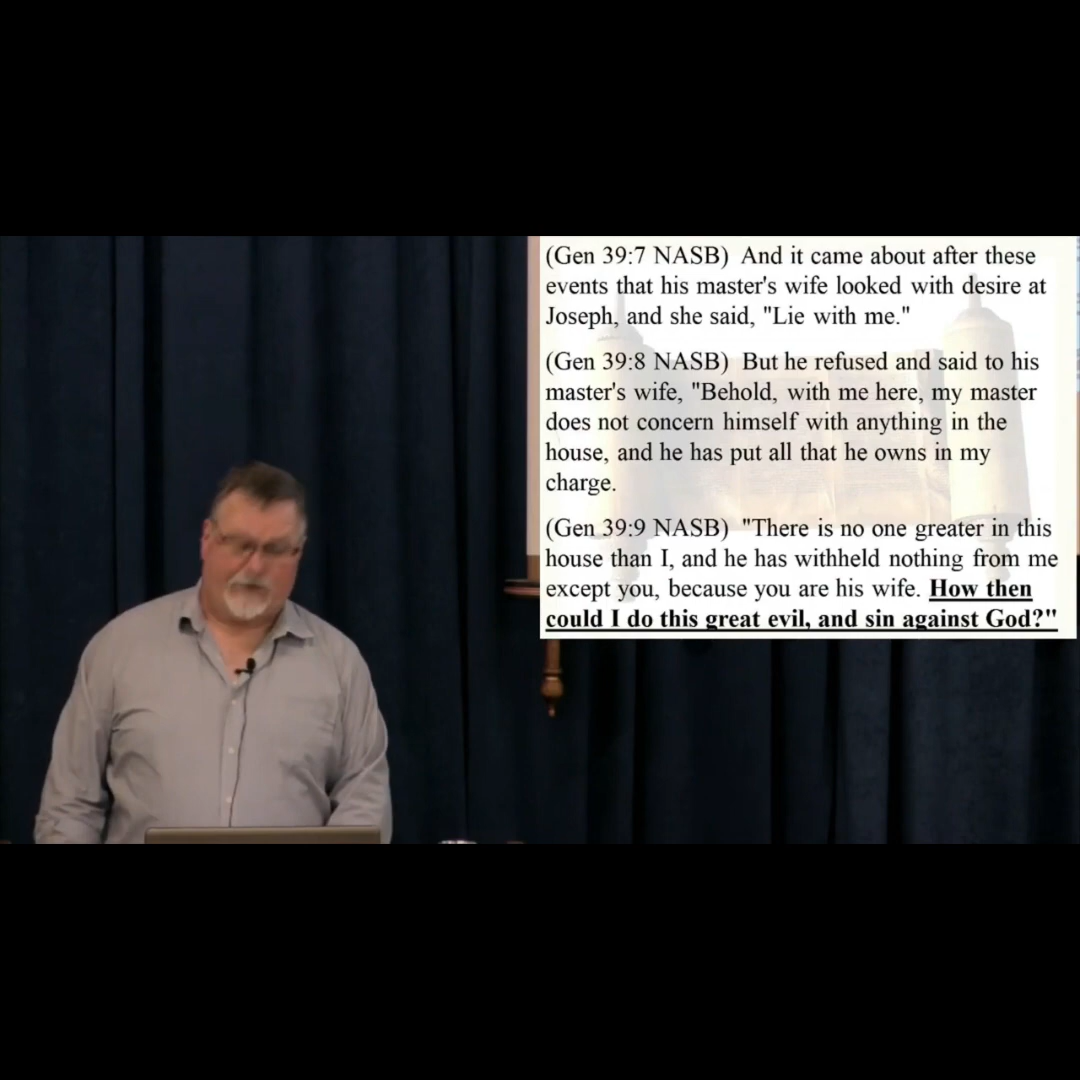 (Gen 39:7 NASB) And it came about after these
events that his master's wife looked with desire at
Joseph, and she said, "Lie with me."
(Gen 39:8 NASB) But he refused and said to his
master's wife, "Behold, with me here, my master
does not concern himself with anything in the
house, and he has put all that he owns in my
charge.
(Gen 39:9 NASB) "There is no one greater in this
house than I, and he has withheld nothing from me
except you, because you are his wife. How then
could I do this great evil, and sin against God?"